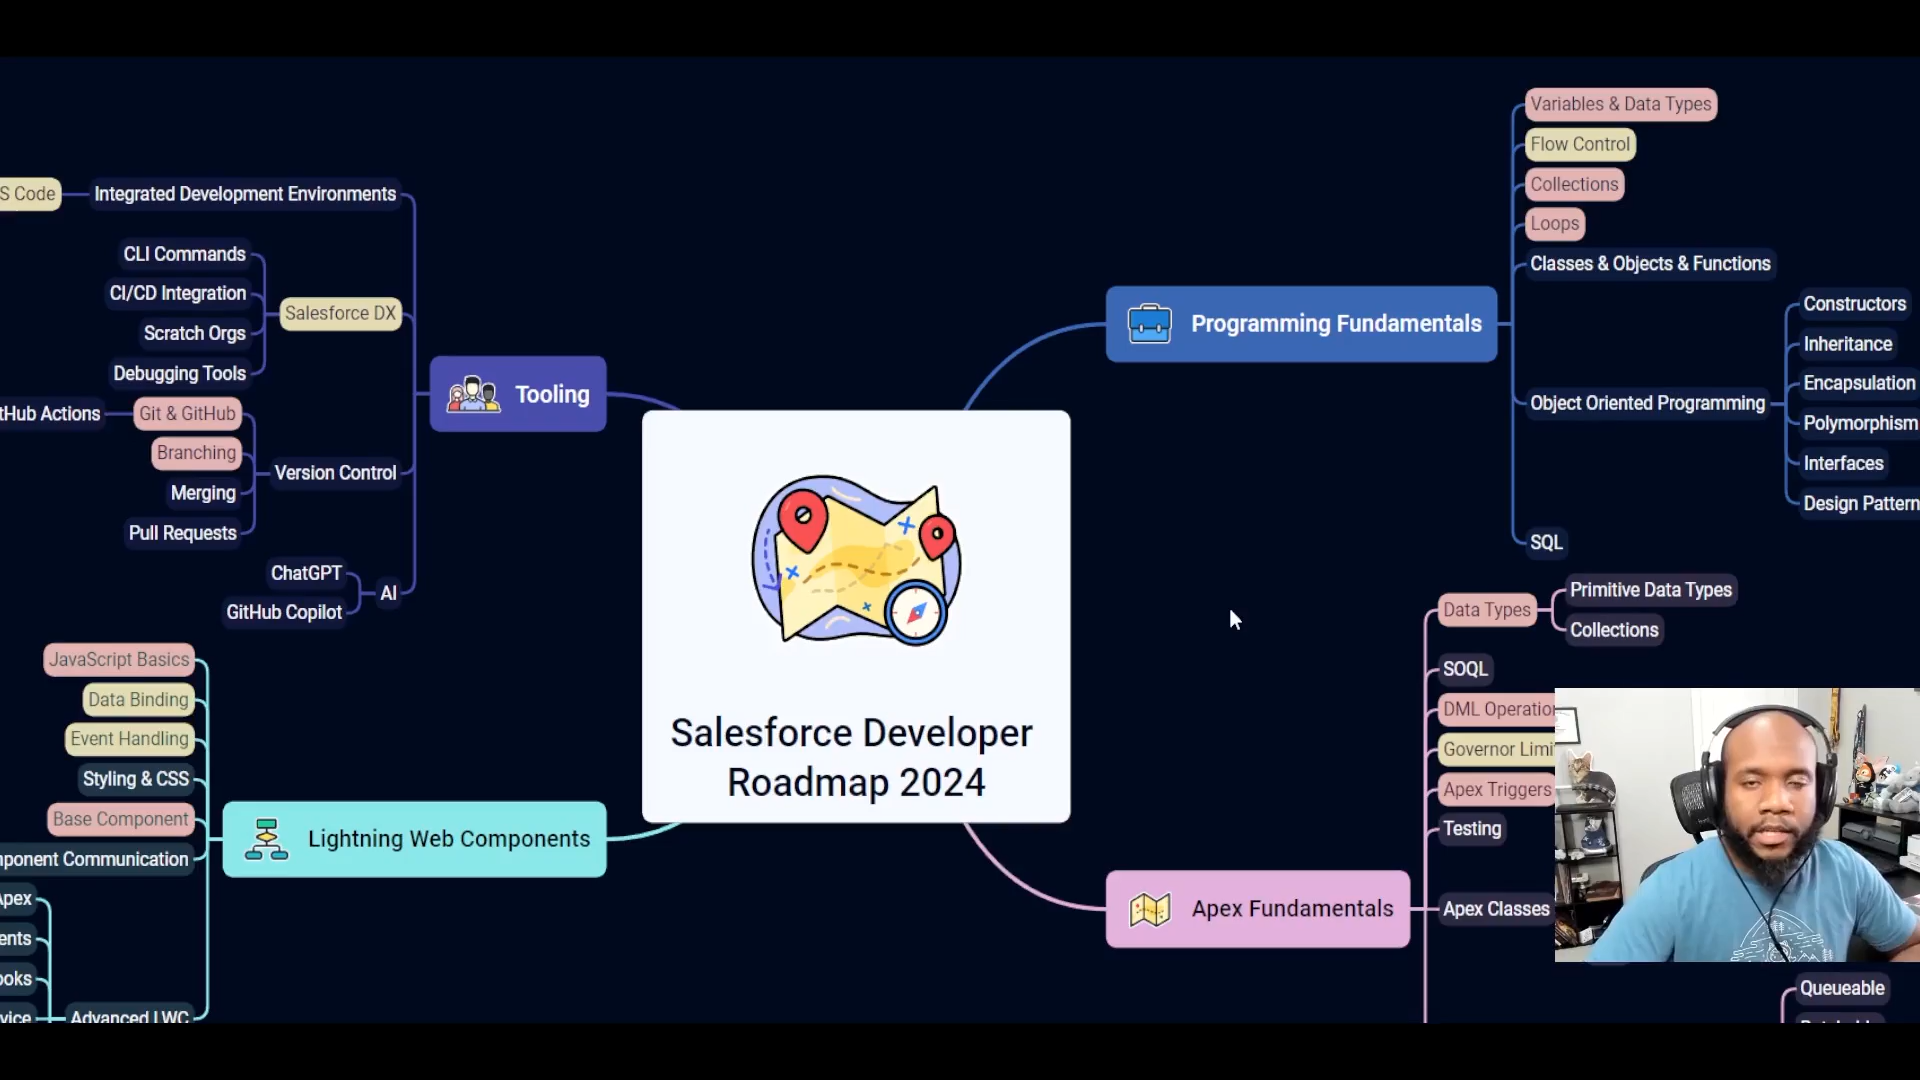 Variables & Data Types
Flow Control
Collections
Loops
Classes & Objects & Functions
Programming Fundamentals
Object Oriented Programming
Constructors
Inheritance
Encapsulation
Polymorphism
Interfaces
Design Pattern
SQL
S Code
Integrated Development Environments
CLI Commands
CI/CD Integration
Scratch Orgs
Debugging Tools
Salesforce DX
Tooling
tHub Actions
Git & GitHub
Branching
Merging
Pull Requests
Version Control
ChatGPT
GitHub Copilot
AI
Salesforce Developer
Roadmap 2024
JavaScript Basics
Data Binding
Event Handling
Styling & CSS
Base Component
ponent Communication
Lightning Web Components
Apex
ents
ooks
vice
Advanced LWC
Data Types
Primitive Data Types
Collections
SOQL
DML Operatio
Governor Limi
Apex Triggers
Testing
Apex Fundamentals
Apex Classes
Queueable